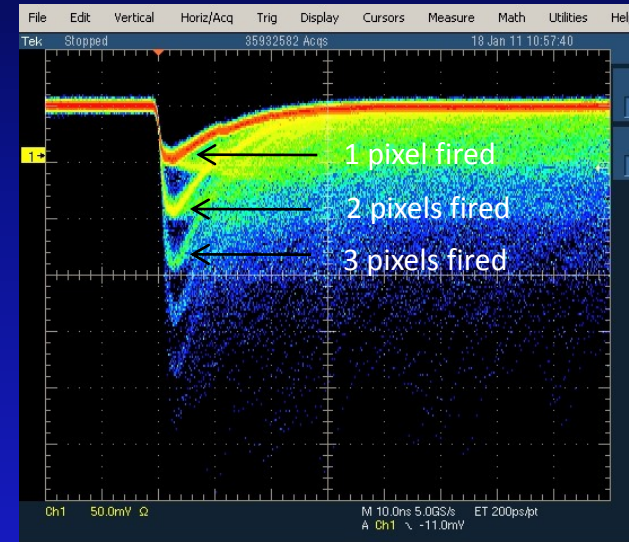 File Edit Vertical Horiz/Acq Trig Display Cursors Measure Math Utilities Hel
Tek Stopped 35932582 Acqs 18 Jan 11 10:57:40
1
1 pixel fired
2 pixels fired
3 pixels fired
Ch1 50.0mV Ω M 10.0ns 5.0GS/s ET 200ps/pt
A Ch1 \ -11.0mV